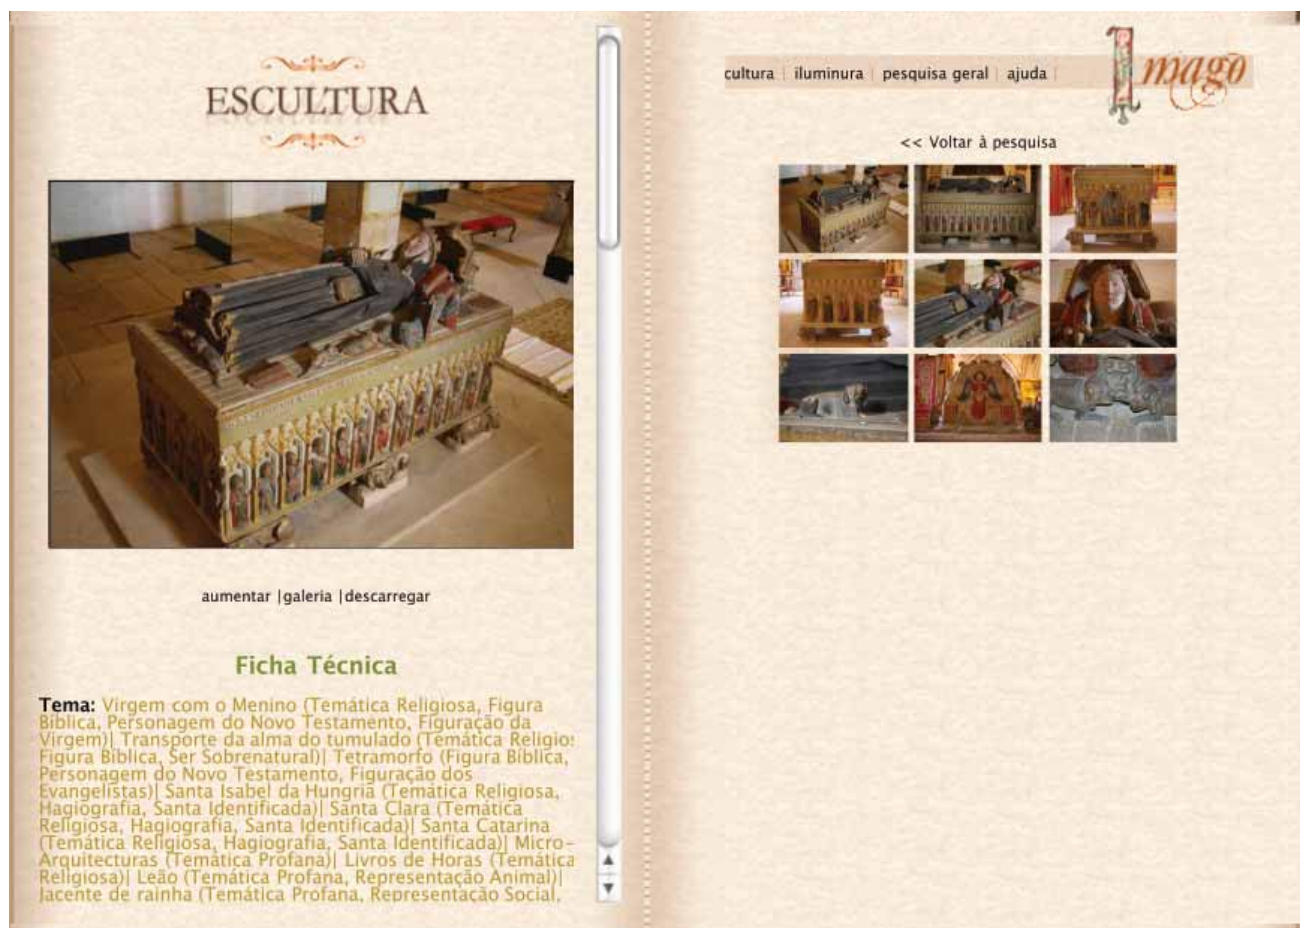 ESCULTURA
aumentar |galeria |descarregar
Ficha Técnica
Tema: Virgem com o Menino (Temática Religiosa, Figura
Bíblica, Personagem do Novo Testamento, Figuração da
Virgem)| Transporte da alma do tumulado (Temática Religio
Figura Bíblica, Ser Sobrenatural)| Tetramorfo (Figura Bíblica,
Personagem do Novo Testamento, Figuração dos
Evangelistas)| Santa Isabel da Hungria (Temática Religiosa,
Hagiografia, Santa Identificada)| Santa Clara (Temática
Religiosa, Hagiografia, Santa Identificada)| Santa Catarina
(Temática Religiosa, Hagiografia, Santa Identificada)| Micro-
Arquitecturas (Temática Profana)| Livros de Horas (Temática
Religiosa)| Leão (Temática Profana, Representação Animal)|
Jacente de rainha (Temática Profana, Representação Social,
cultura | iluminura | pesquisa geral | ajuda |
Imago
<< Voltar à pesquisa